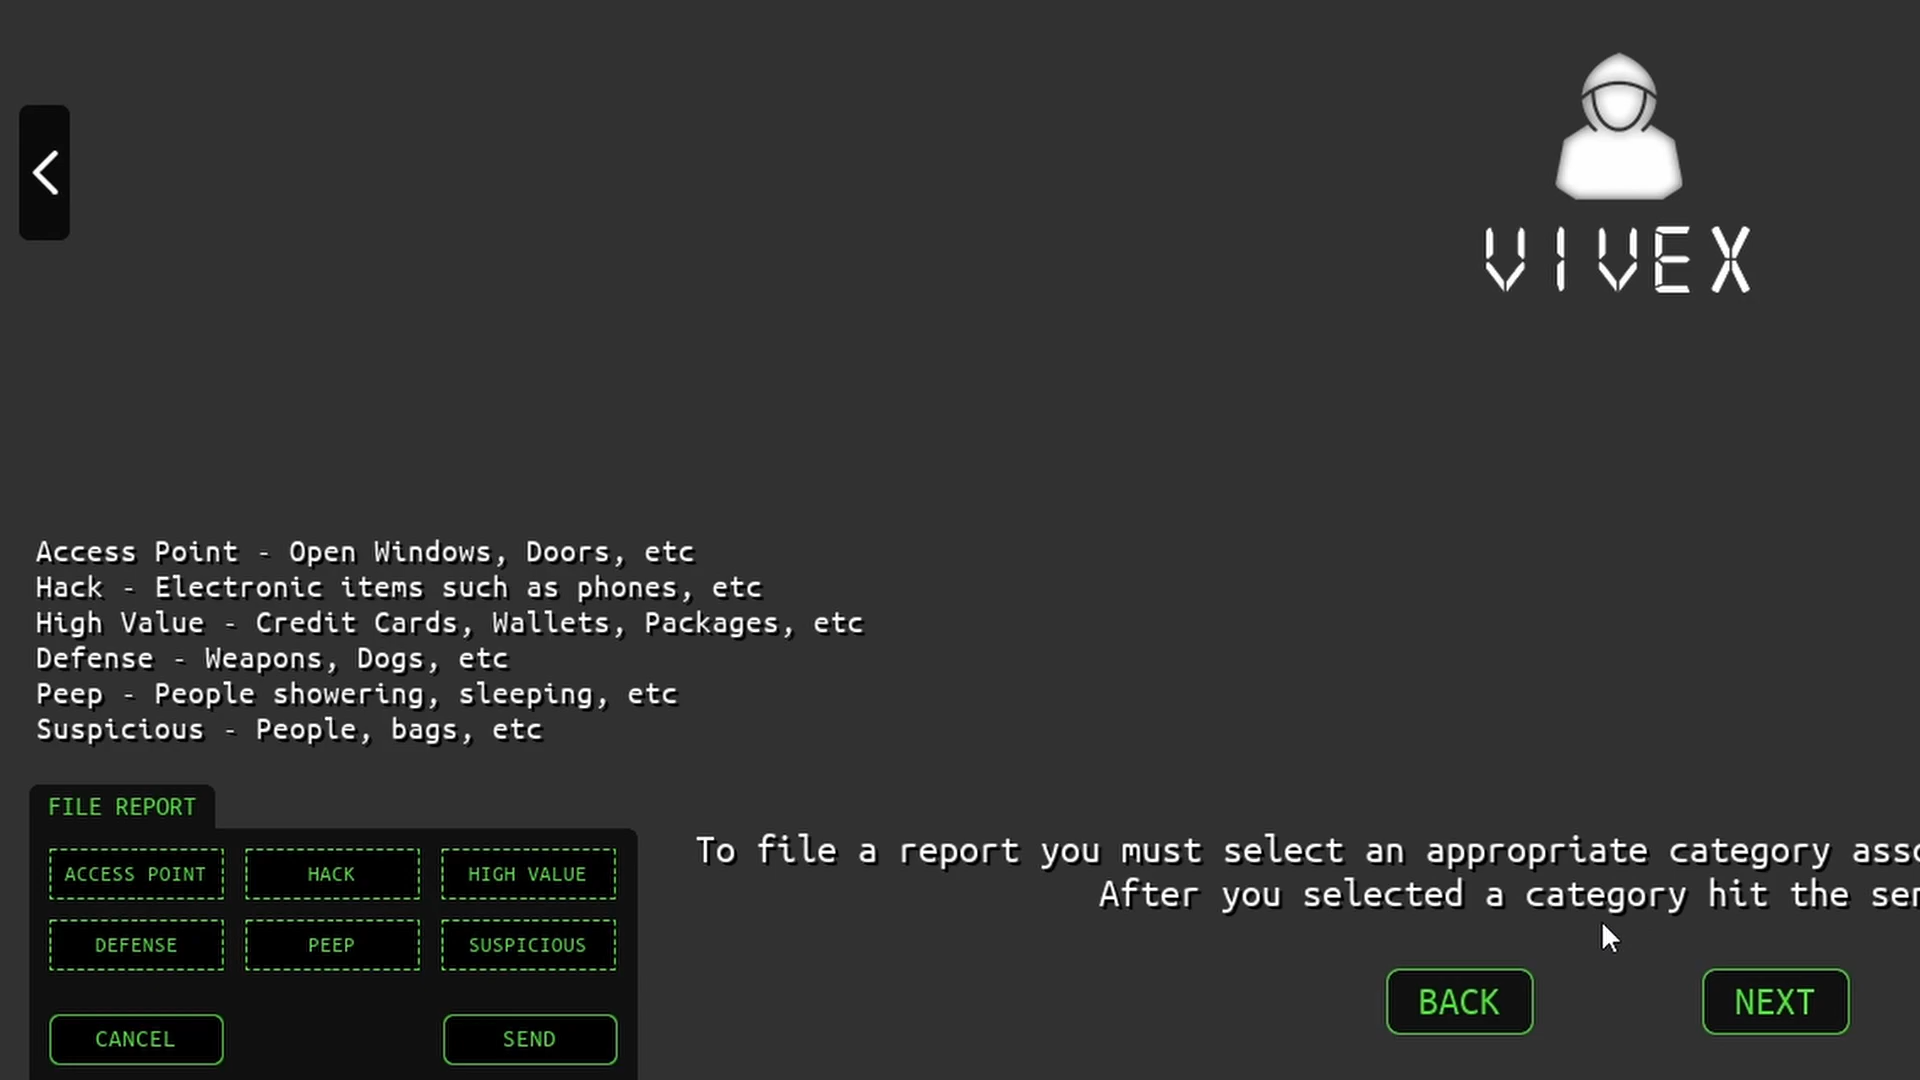 VIVEX
Access Point - Open Windows, Doors, etc
Hack - Electronic items such as phones, etc
High Value - Credit Cards, Wallets, Packages, etc
Defense - Weapons, Dogs, etc
Peep - People showering, sleeping, etc
Suspicious - People, bags, etc
FILE REPORT
ACCESS POINT HACK HIGH VALUE
DEFENSE PEEP SUSPICIOUS
CANCEL SEND
To file a report you must select an appropriate category
After you selected a category hit the
BACK NEXT